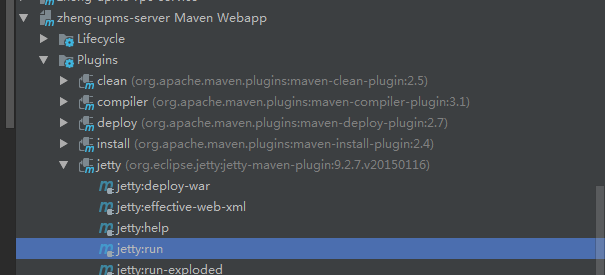 zheng-upms-server Maven Webapp
Lifecycle
Plugins
clean (org.apache.maven.plugins:maven-clean-plugin:2.5)
compiler (org.apache.maven.plugins:maven-compiler-plugin:3.1)
deploy (org.apache.maven.plugins:maven-deploy-plugin:2.7)
install (org.apache.maven.plugins:maven-install-plugin:2.4)
jetty (org.eclipse.jetty:jetty-maven-plugin:9.2.7.v20150116)
jetty:deploy-war
jetty:effective-web-xml
jetty:help
jetty:run
jetty:run-exploded